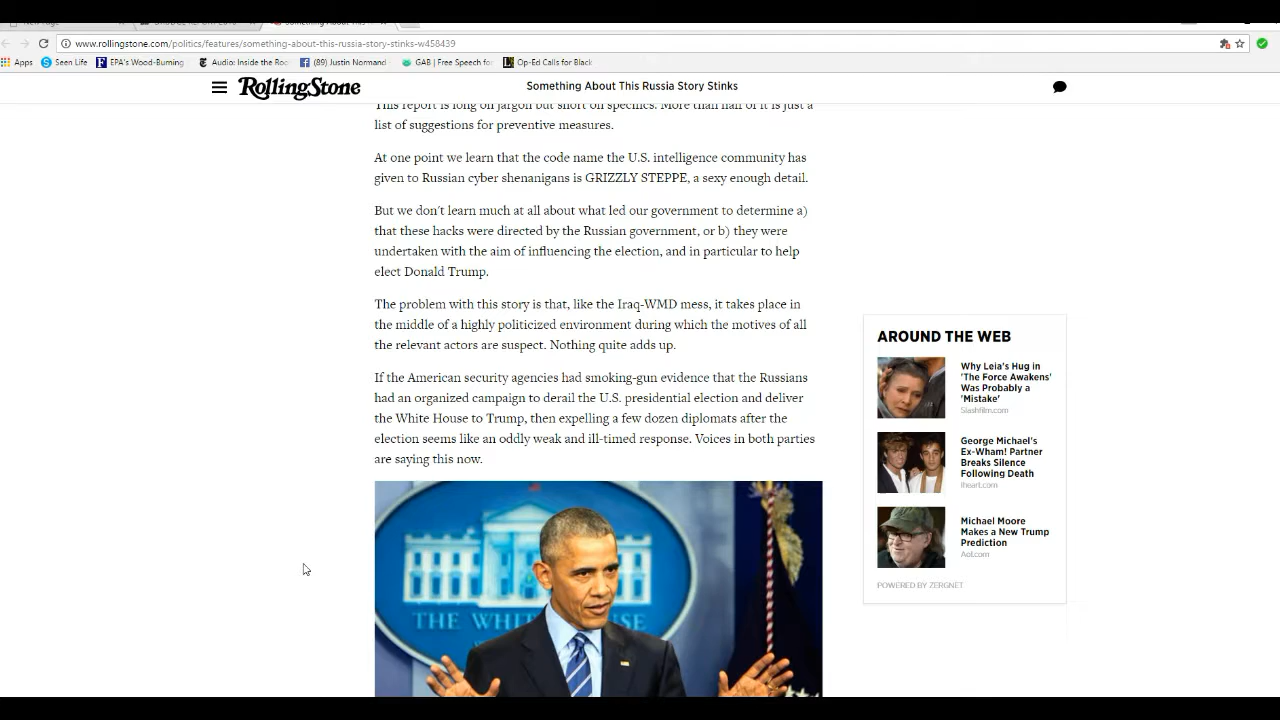 www.rollingstone.com/politics/features/something-about-this-russia-story-stinks-w458439
Apps
Seen Life
EPA's Wood-Burning
Audio: Inside the Roo
(89) Justin Normand
GAB | Free Speech fo
Op-Ed Calls for Black
RollingStone
Something About This Russia Story Stinks
This report is long on jargon but short on specifics. More than half of it is just a
list of suggestions for preventive measures.
At one point we learn that the code name the U.S. intelligence community has
given to Russian cyber shenanigans is GRIZZLY STEPPE, a sexy enough detail.
But we don't learn much at all about what led our government to determine a)
that these hacks were directed by the Russian government, or b) they were
undertaken with the aim of influencing the election, and in particular to help
elect Donald Trump.
The problem with this story is that, like the Iraq-WMD mess, it takes place in
the middle of a highly politicized environment during which the motives of all
the relevant actors are suspect. Nothing quite adds up.
If the American security agencies had smoking-gun evidence that the Russians
had an organized campaign to derail the U.S. presidential election and deliver
the White House to Trump, then expelling a few dozen diplomats after the
election seems like an oddly weak and ill-timed response. Voices in both parties
are saying this now.
THE WH SE
AROUND THE WEB
Why Leia's Hug in
'The Force Awakens'
Was Probably a
'Mistake'
Slashfilm.com
George Michael's
Ex-Wham! Partner
Breaks Silence
Following Death
iheart.com
Michael Moore
Makes a New Trump
Prediction
Aol.com
POWERED BY ZERGNET